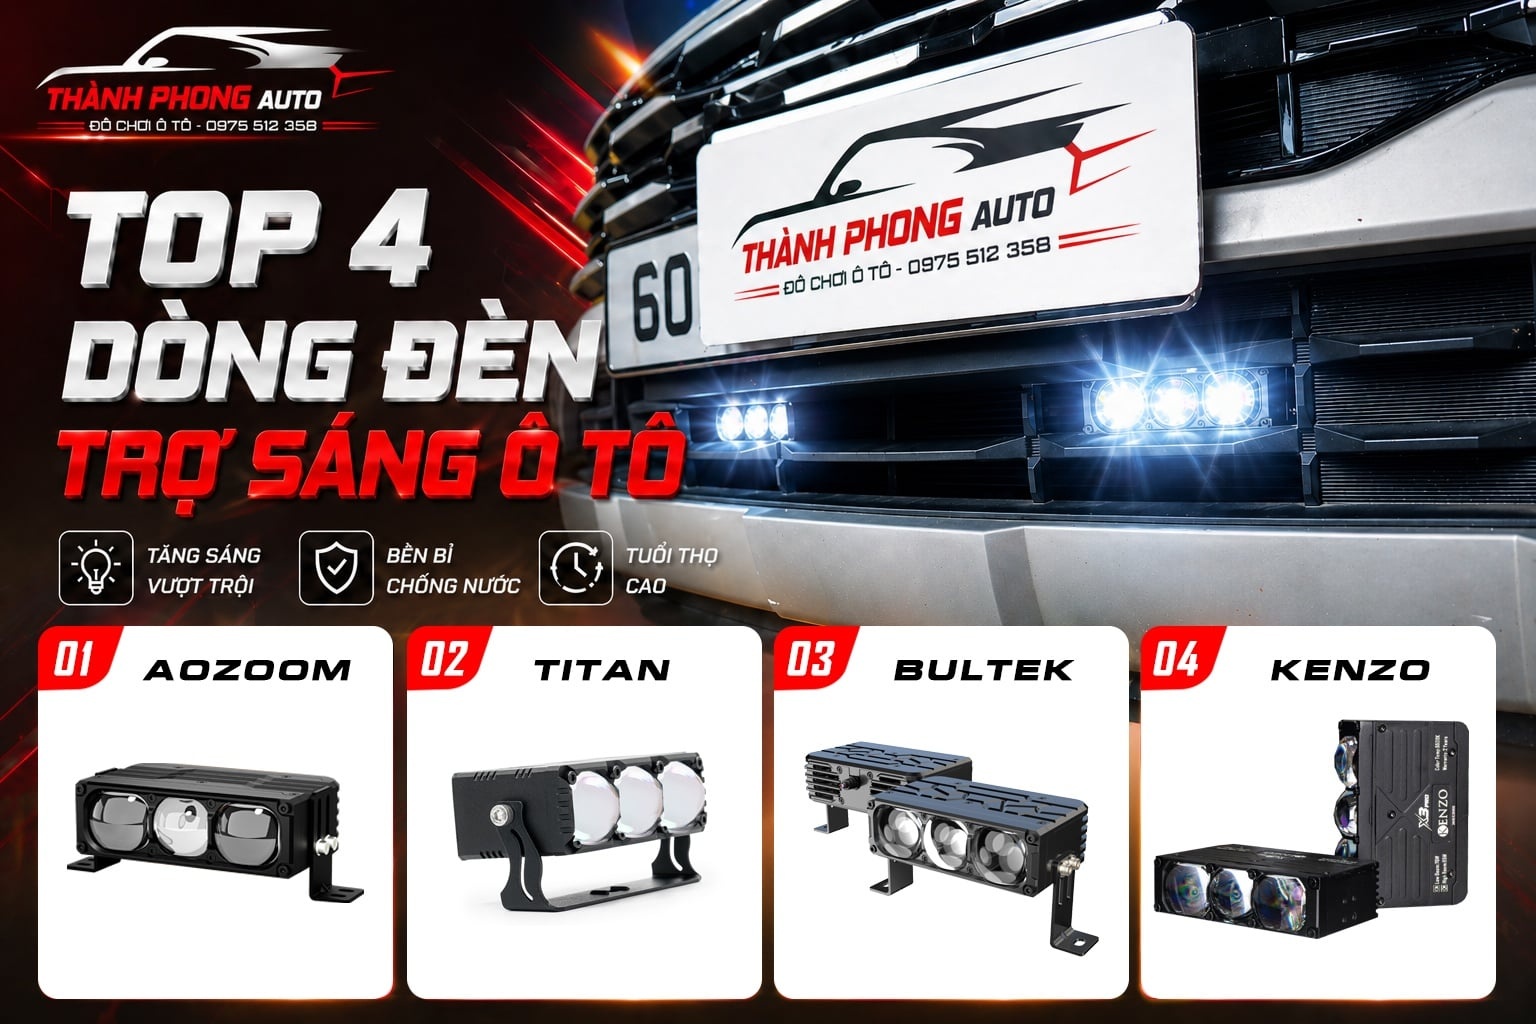 THÀNH PHONG AUTO
ĐỒ CHƠI Ô TÔ - 0975 512 358
TOP 4
DÒNG ĐÈN
TRỢ SÁNG Ô TÔ
TĂNG SÁNG
VƯỢT TRỘI
BỀN BỈ
CHỐNG NƯỚC
TUỔI THỌ
CAO
60
THÀNH PHONG AUTO
ĐỒ CHƠI Ô TÔ - 0975 512 358
01 AOZOOM
02 TITAN
03 BULTEK
04 KENZO
X3 PRO
KENZO